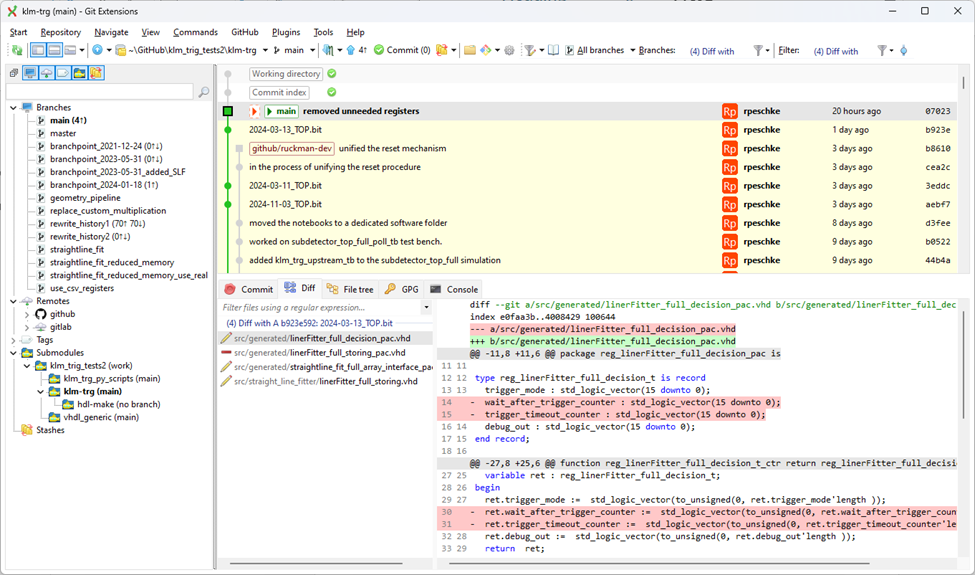 klm-trg (main) - Git Extensions
Start Repository Navigate View Commands GitHub Plugins Tools Help
~\GitHub\klm_trig_tests2\klm-trg main 4↑ Commit (0) All branches Branches: (4) Diff with Filter: (4) Diff with
Branches
main (4↑)
master
branchpoint_2021-12-24 (0↑↓)
branchpoint_2023-05-31 (0↑↓)
branchpoint_2023-05-31_added_SLF
branchpoint_2024-01-18 (1↑)
geometry_pipeline
replace_custom_multiplication
rewrite_history1 (70↑ 70↓)
rewrite_history2 (0↑↓)
straightline_fit
straightline_fit_reduced_memory
straightline_fit_reduced_memory_use_real
use_csv_registers
Remotes
github
gitlab
Tags
Submodules
klm_trig_tests2 (work)
klm_trg_py_scripts (main)
klm-trg (main)
hdl-make (no branch)
vhdl_generic (main)
Stashes
Working directory
Commit index
main removed unneeded registers Rp rpeschke 20 hours ago 07023
2024-03-13_TOP.bit Rp rpeschke 1 day ago b923e
github/ruckman-dev unified the reset mechanism Rp rpeschke 3 days ago b8610
in the process of unifying the reset procedure Rp rpeschke 3 days ago cea2c
2024-03-11_TOP.bit Rp rpeschke 3 days ago 3eddc
2024-11-03_TOP.bit Rp rpeschke 3 days ago aebf7
moved the notebooks to a dedicated software folder Rp rpeschke 8 days ago d3fee
worked on subdetector_top_full_poll_tb test bench. Rp rpeschke 9 days ago b0522
added klm_trg_upstream_tb to the subdetector_top_full simulation Rp rpeschke 9 days ago 44b4a
Commit Diff File tree GPG Console
Filter files using a regular expression...
(4) Diff with A b923e592: 2024-03-13_TOP.bit
src/generated/linerFitter_full_decision_pac.vhd
src/generated/linerFitter_full_storing_pac.vhd
src/generated/straightline_fit_full_array_interface_pa
src/straight_line_fitter/linerFitter_full_storing.vhd
diff --git a/src/generated/linerFitter_full_decision_pac.vhd b/src/generated/linerFitter_full_dec
index e0faa3b..4008429 100644
--- a/src/generated/linerFitter_full_decision_pac.vhd
+++ b/src/generated/linerFitter_full_decision_pac.vhd
@@ -11,8 +11,6 @@ package reg_linerFitter_full_decision_pac is
11 11
12 12 type reg_linerFitter_full_decision_t is record
13 13 trigger_mode : std_logic_vector(15 downto 0);
14 - wait_after_trigger_counter : std_logic_vector(15 downto 0);
15 - trigger_timeout_counter : std_logic_vector(15 downto 0);
16 14 debug_out : std_logic_vector(15 downto 0);
17 15 end record;
18 16
@@ -27,8 +25,6 @@ function reg_linerFitter_full_decision_t_ctr return reg_linerFitter_full_decisi
27 25 variable ret : reg_linerFitter_full_decision_t;
28 26 begin
29 27 ret.trigger_mode := std_logic_vector(to_unsigned(0, ret.trigger_mode'length ));
30 - ret.wait_after_trigger_counter := std_logic_vector(to_unsigned(0, ret.wait_after_trigger_coun
31 - ret.trigger_timeout_counter := std_logic_vector(to_unsigned(0, ret.trigger_timeout_counter'le
32 28 ret.debug_out := std_logic_vector(to_unsigned(0, ret.debug_out'length ));
33 29 return ret;